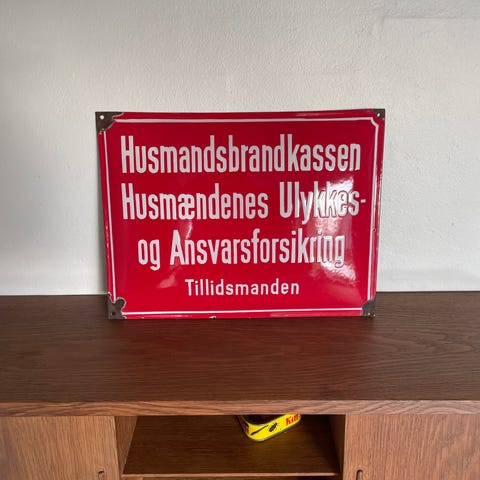 Husmandsbrandkassen
Husmændenes Ulykkes-
og Ansvarsforsikring
Tillidsmanden